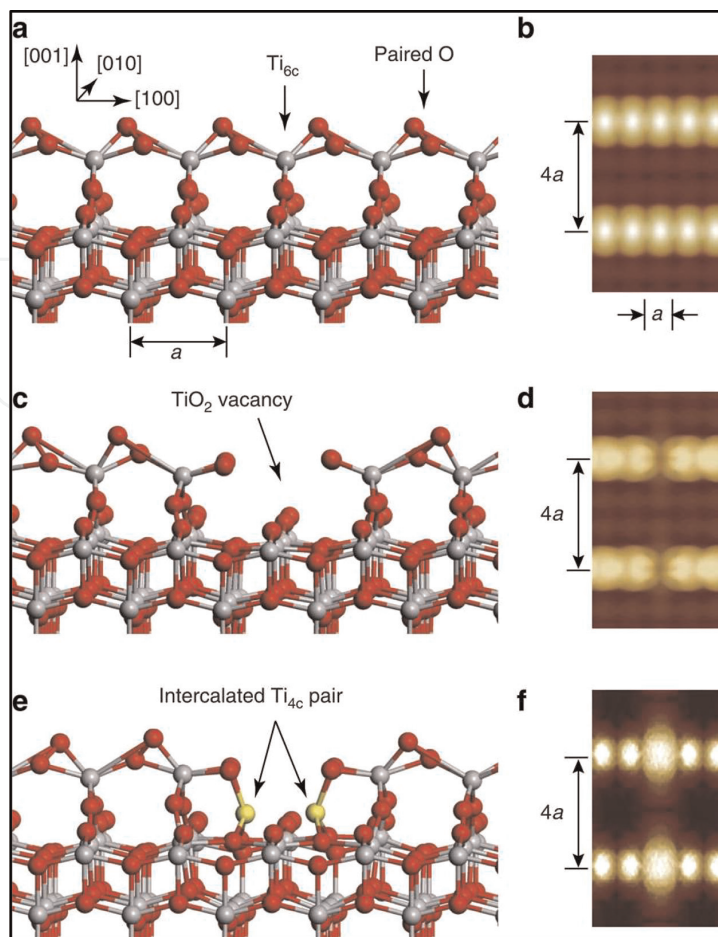 a
[001]
[010]
[100]
Ti6c
Paired O
a
b
4a
a
c
TiO2 vacancy
d
4a
e
Intercalated Ti4c pair
f
4a